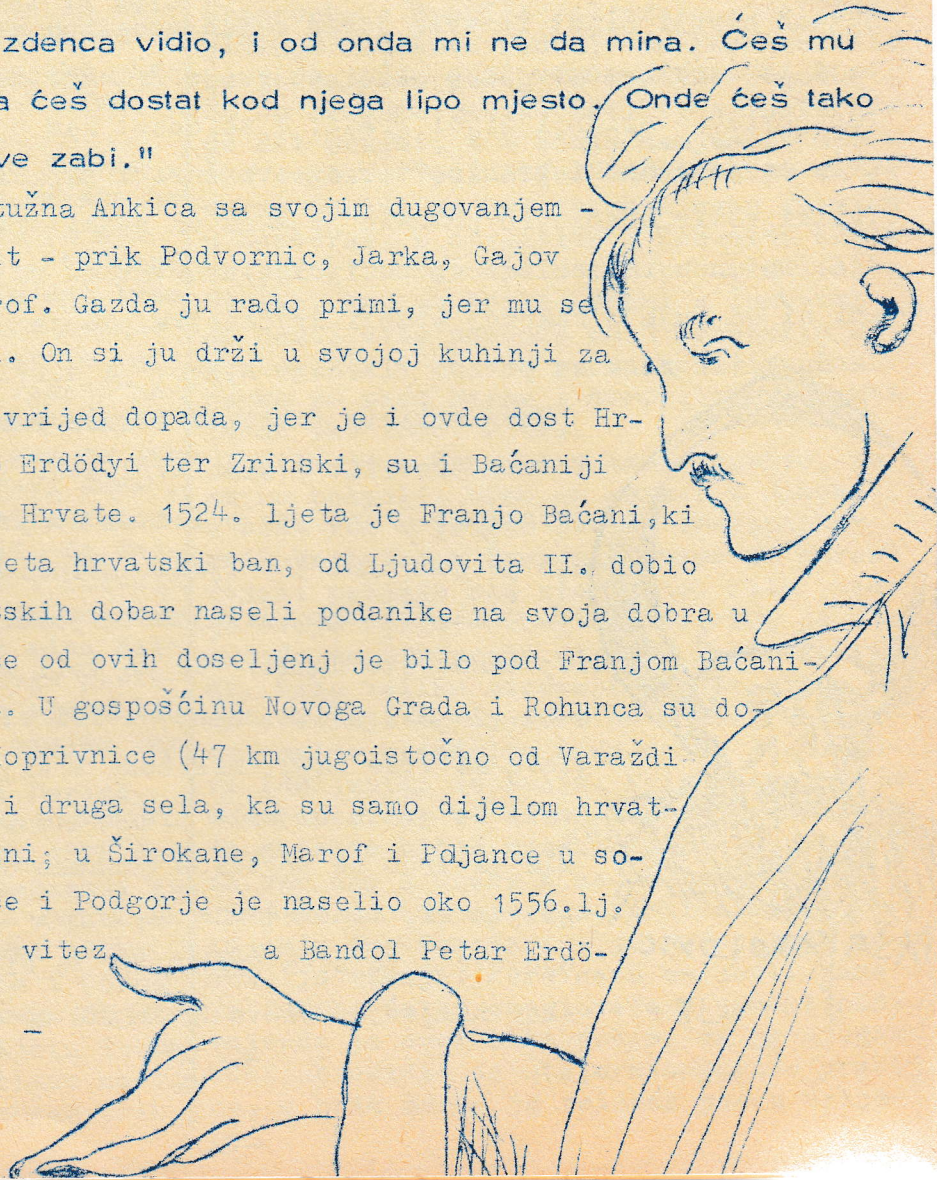 zdenca vidio, i od onda mi ne da mira. Ćeš mu
a ćeš dostat kod njega lipo mjesto. Onde ćeš tako
ve zabi."
tužna Ankica sa svojim dugovanjem -
t - prik Podvornic, Jarka, Gajov
rof. Gazda ju rado primi, jer mu se
. On si ju drži u svojoj kuhinji za
vrijed dopada, jer je i ovde dost Hr-
Erdödyi ter Zrinski, su i Baćaniji
Hrvate. 1524. ljeta je Franjo Baćani,ki
eta hrvatski ban, od Ljudovita II. dobio
skih dobar naseli podanike na svoja dobra u
e od ovih doseljenj je bilo pod Franjom Baćani-
. U gospošćinu Novoga Grada i Rohunca su do-
oprivnice (47 km jugoistočno od Varaždi
i druga sela, ka su samo dijelom hrvat-
ni; u Širokane, Marof i Pdjance u so-
e i Podgorje je naselio oko 1556.lj.
vitez a Bandol Petar Erdö-
-